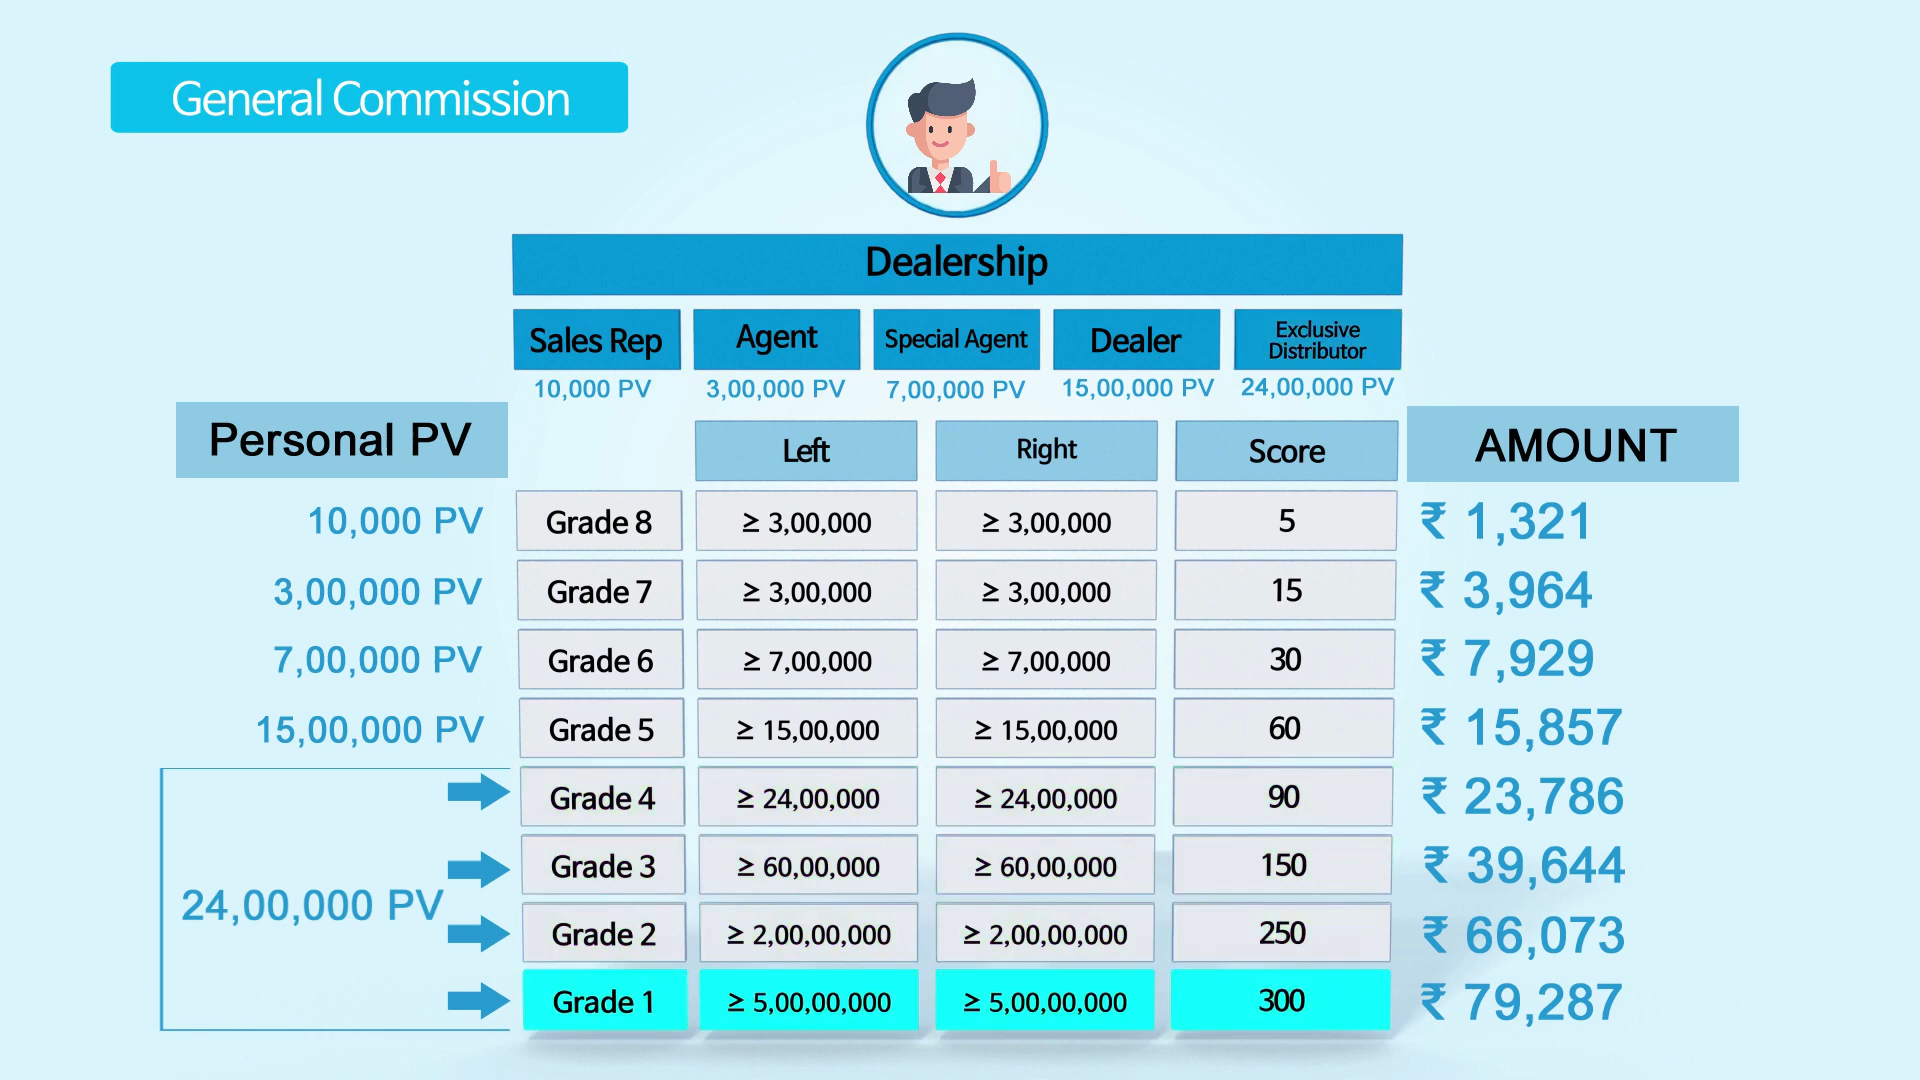 General Commission
Dealership
Sales Rep Agent Special Agent Dealer Exclusive
Distributor
10,000 PV 3,00,000 PV 7,00,000 PV 15,00,000 PV 24,00,000 PV
Personal PV Left Right Score AMOUNT
10,000 PV Grade 8 ≥ 3,00,000 ≥ 3,00,000 5 ₹ 1,321
3,00,000 PV Grade 7 ≥ 3,00,000 ≥ 3,00,000 15 ₹ 3,964
7,00,000 PV Grade 6 ≥ 7,00,000 ≥ 7,00,000 30 ₹ 7,929
15,00,000 PV Grade 5 ≥ 15,00,000 ≥ 15,00,000 60 ₹ 15,857
Grade 4 ≥ 24,00,000 ≥ 24,00,000 90 ₹ 23,786
Grade 3 ≥ 60,00,000 ≥ 60,00,000 150 ₹ 39,644
24,00,000 PV Grade 2 ≥ 2,00,00,000 ≥ 2,00,00,000 250 ₹ 66,073
Grade 1 ≥ 5,00,00,000 ≥ 5,00,00,000 300 ₹ 79,287